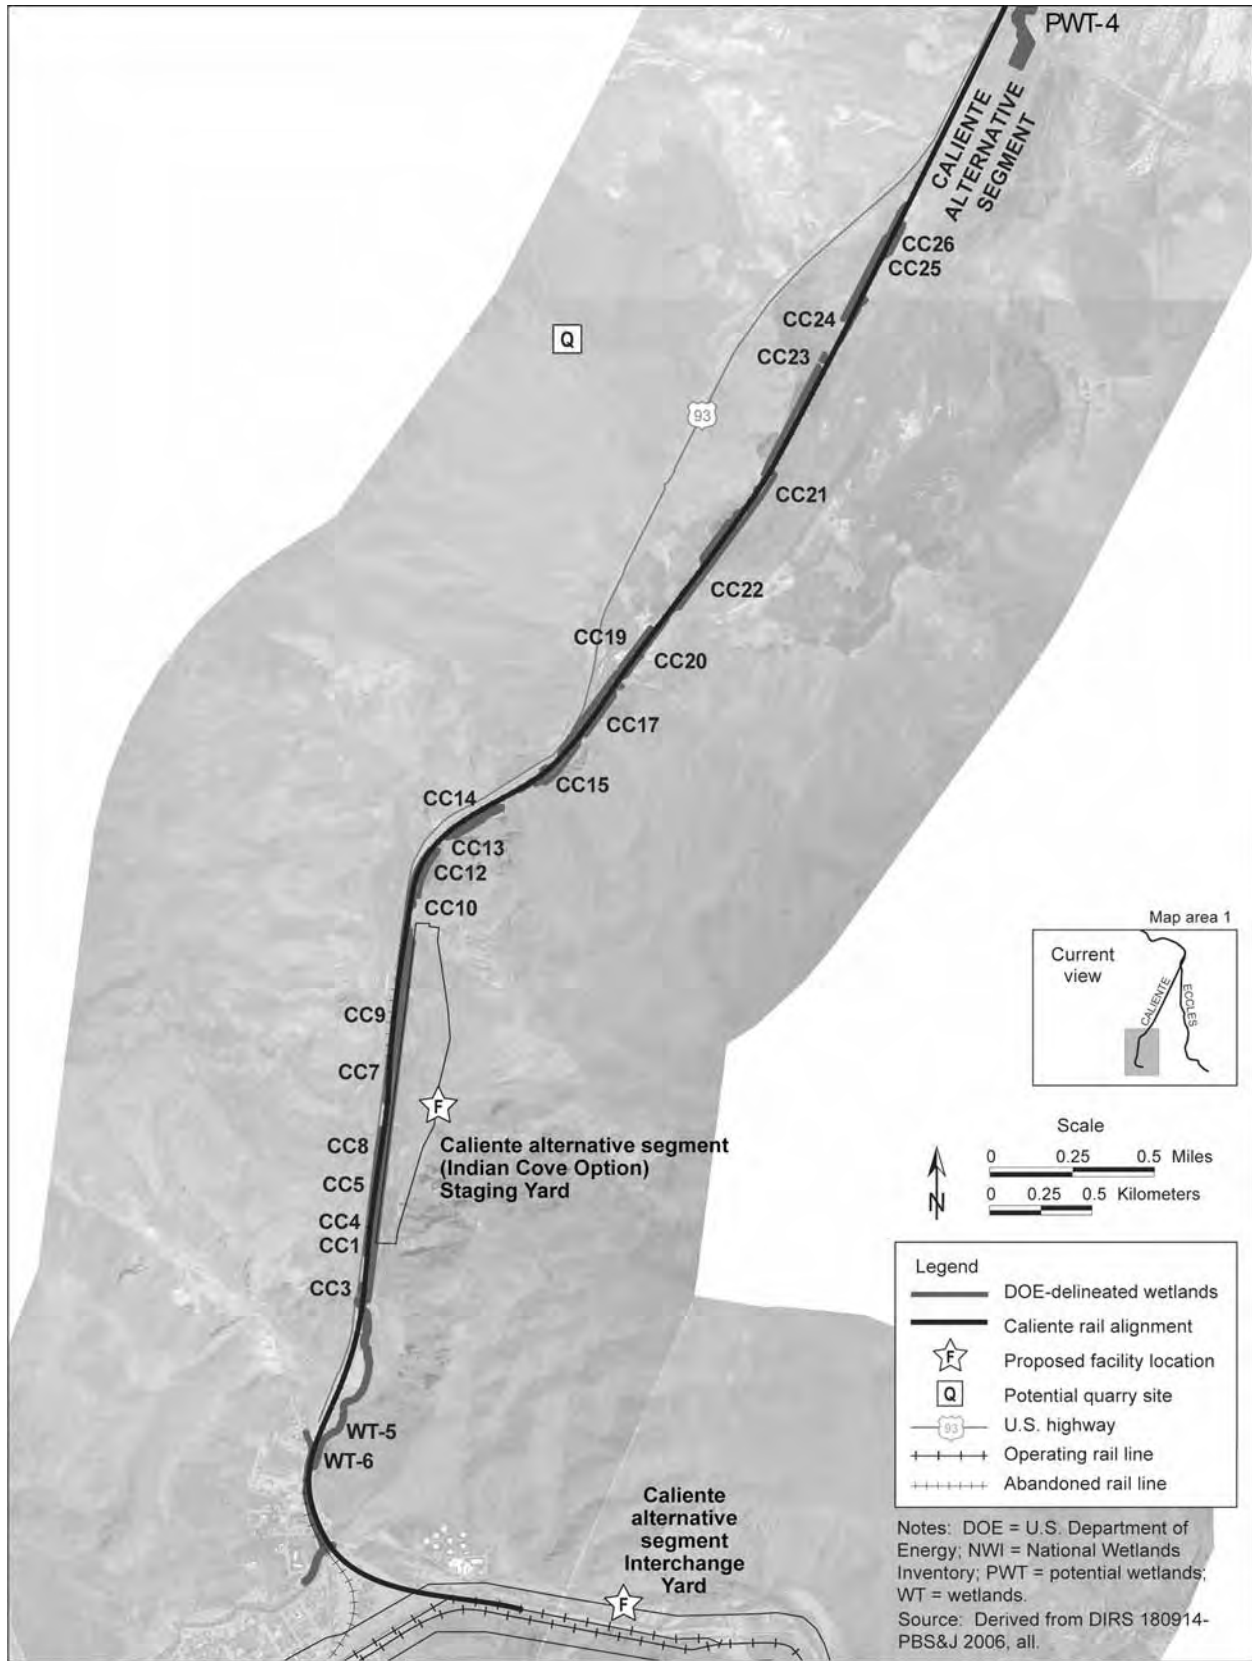 PWT-4
CALIENTE
ALTERNATIVE
SEGMENT
CC26
CC25
CC24
CC23
Q
93
CC21
CC22
CC19
CC20
CC17
CC15
CC14
CC13
CC12
CC10
CC9
CC7
F
CC8
Caliente alternative segment
(Indian Cove Option)
Staging Yard
CC5
CC4
CC1
CC3
WT-5
WT-6
Caliente
alternative
segment
Interchange
Yard
F
Map area 1
Current
view
CALIENTE
ECCLES
Scale
0 0.25 0.5 Miles
0 0.25 0.5 Kilometers
N
Legend
DOE-delineated wetlands
Caliente rail alignment
F Proposed facility location
Q Potential quarry site
93 U.S. highway
Operating rail line
Abandoned rail line
Notes: DOE = U.S. Department of
Energy; NWI = National Wetlands
Inventory; PWT = potential wetlands;
WT = wetlands.
Source: Derived from DIRS 180914-
PBS&J 2006, all.